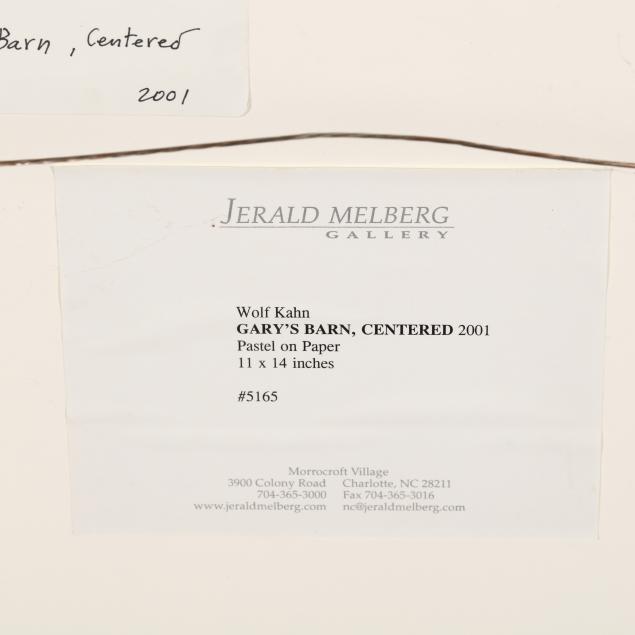 Barn, Centered
2001
JERALD MELBERG
GALLERY
Wolf Kahn
GARY'S BARN, CENTERED 2001
Pastel on Paper
11 x 14 inches
#5165
Morrocroft Village
3900 Colony Road Charlotte, NC 28211
704-365-3000 Fax 704-365-3016
www.jeraldmelberg.com nc@jeraldmelberg.com